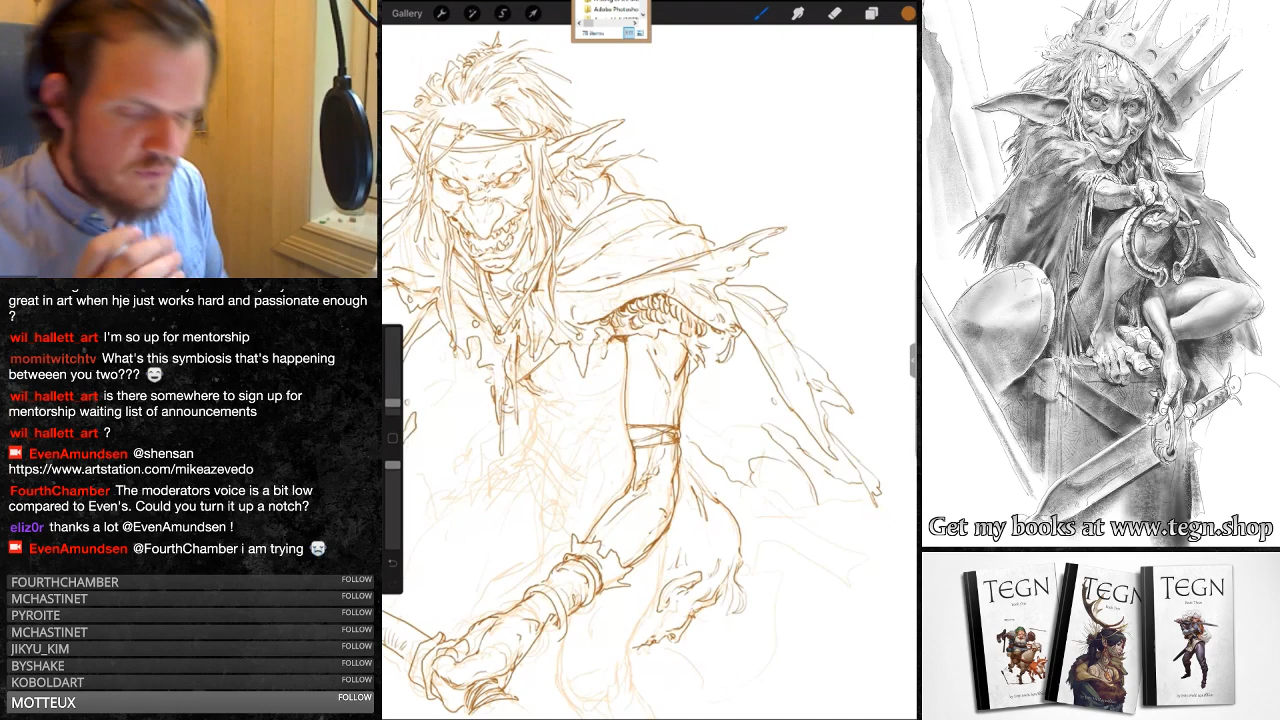 Gallery
Adobe Photosh
78 items
great in art when hje just works hard and passionate enough
?
wil_hallett_art I'm so up for mentorship
momitwitchtv What's this symbiosis that's happening
betweeen you two???
wil_hallett_art is there somewhere to sign up for
mentorship waiting list of announcements
wil_hallett_art ?
EvenAmundsen @shensan
https://www.artstation.com/mikeazevedo
FourthChamber The moderators voice is a bit low
compared to Even's. Could you turn it up a notch?
eliz0r thanks a lot @EvenAmundsen !
EvenAmundsen @FourthChamber i am trying
FOURTHCHAMBER FOLLOW
MCHASTINET FOLLOW
PYROITE FOLLOW
MCHASTINET FOLLOW
JIKYU_KIM FOLLOW
BYSHAKE FOLLOW
KOBOLDART FOLLOW
MOTTEUX FOLLOW
Get my books at www.tegn.shop
TEGN
TEGN
TEGN